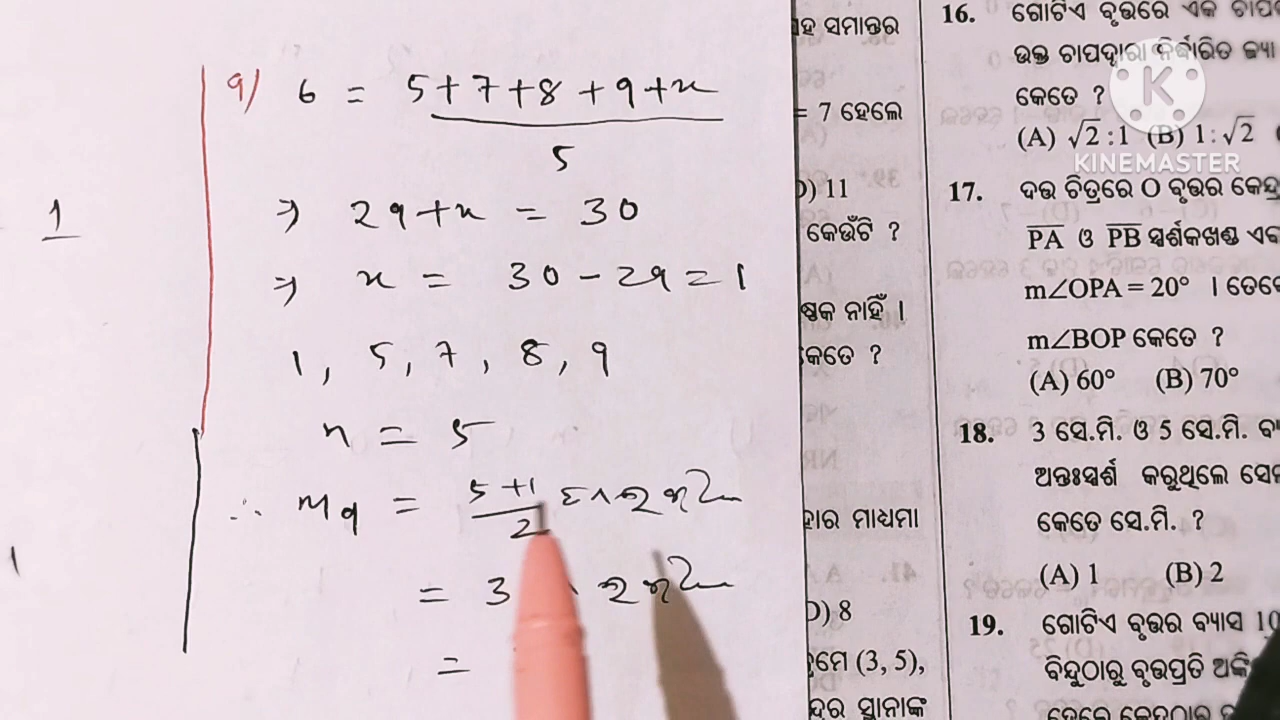 9) 6 = 5+7+8+9+x
5
⇒ 29+x = 30
⇒ x = 30-29=1
1, 5, 7, 8, 9
n = 5
∴ M9 = 5+1
2
= 3
=
1
1
ସମାନ୍ତର
= 7 ହେଲେ
D) 11
କେଉଁଟି ?
ନାହିଁ ।
କେତେ ?
ମାଧ୍ୟମା
D) 8
(3, 5),
ସ୍ଥାନାଙ୍କ
16. ଗୋଟିଏ ବୃତ୍ତରେ ଏକ
ଉକ୍ତ ଚାପଦ୍ୱାରା ନିର୍ଦ୍ଧାରିତ ଜ୍ୟା
କେତେ ?
(A) √2 : 1 (B) 1 : √2
KINEMASTER
17. ଦତ୍ତ ଚିତ୍ରରେ O ବୃତ୍ତର କେନ୍ଦ୍ର
PA ଓ PB ସ୍ପର୍ଶକଖଣ୍ଡ
m∠OPA = 20° ।
m∠BOP କେତେ ?
(A) 60° (B) 70°
18. 3 ସେ.ମି. ଓ 5 ସେ.ମି.
ଅନ୍ତଃସ୍ପର୍ଶ କରୁଥିଲେ
କେତେ ସେ.ମି. ?
(A) 1 (B) 2
19. ଗୋଟିଏ ବୃତ୍ତର ବ୍ୟାସ 10
ବିନ୍ଦୁଠାରୁ ବୃତ୍ତପ୍ରତି